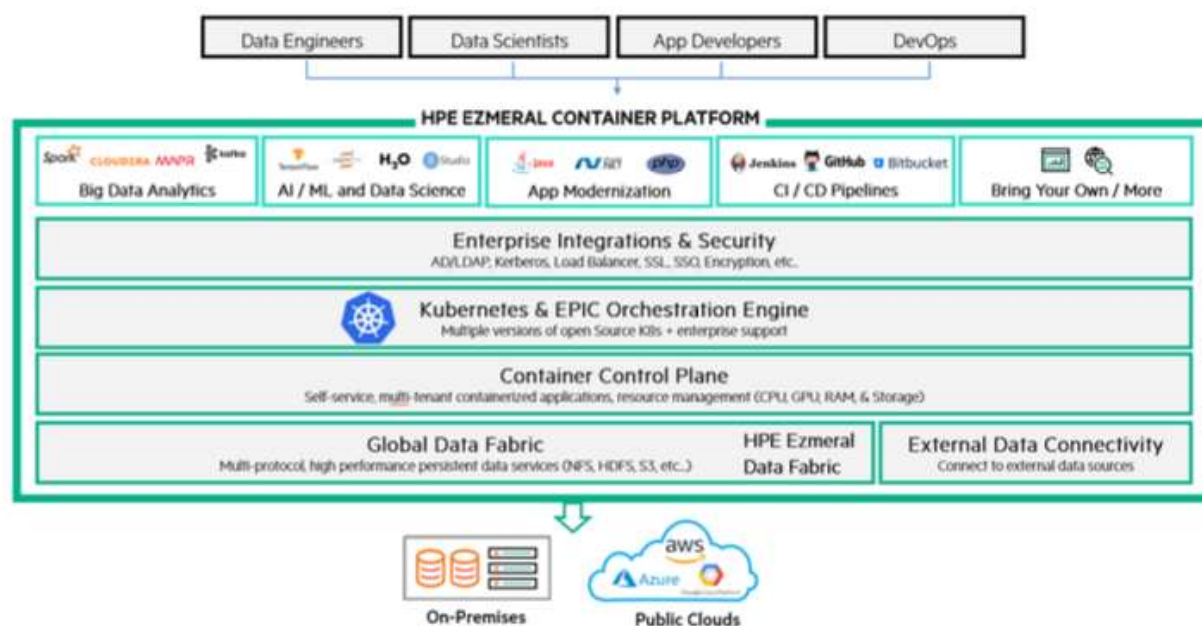 Data Engineers
Data Scientists
App Developers
DevOps
HPE EZMERAL CONTAINER PLATFORM
Spark
CLOUDERA
MAPR
kafka
Big Data Analytics
TensorFlow
H2O
Studio
AI / ML and Data Science
Java
.NET
php
App Modernization
Jenkins
GitHub
Bitbucket
CI / CD Pipelines
Bring Your Own / More
Enterprise Integrations & Security
AD/LDAP, Kerberos, Load Balancer, SSL, SSO, Encryption, etc..
Kubernetes & EPIC Orchestration Engine
Multiple versions of open Source K8s + enterprise support
Container Control Plane
Self-service, multi-tenant containerized applications, resource management (CPU, GPU, RAM, & Storage)
Global Data Fabric
Multi-protocol, high performance persistent data services (NFS, HDFS, S3, etc..)
HPE Ezmeral
Data Fabric
External Data Connectivity
Connect to external data sources
aws
Azure
Google Cloud Platform
On-Premises
Public Clouds